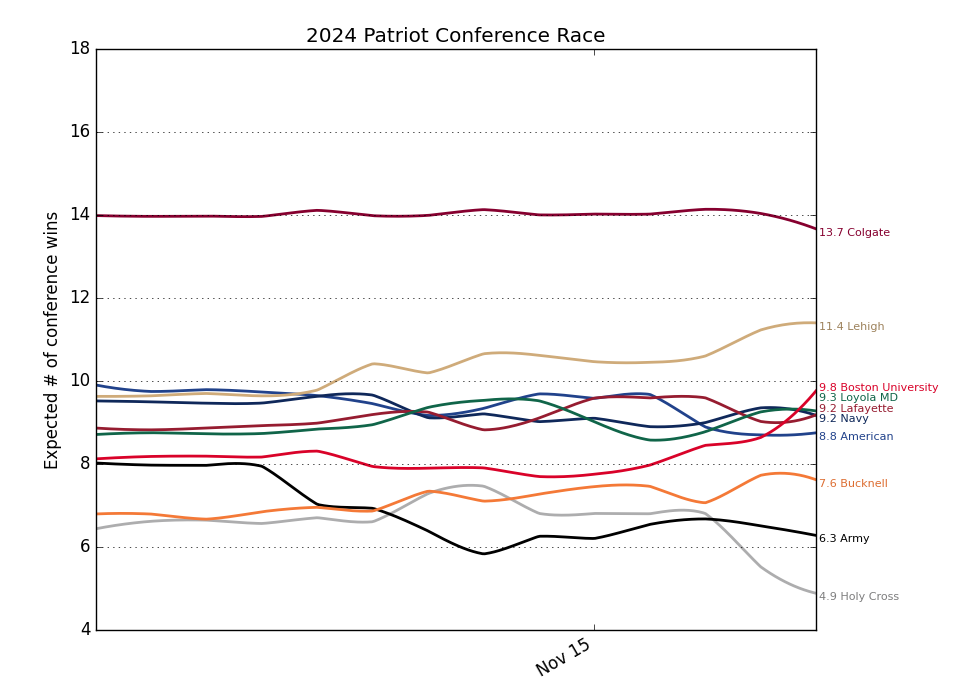 2024 Patriot Conference Race
Expected # of conference wins
18
16
14
12
10
8
6
4
Nov 15
13.7 Colgate
11.4 Lehigh
9.8 Boston University
9.3 Loyola MD
9.2 Lafayette
9.2 Navy
8.8 American
7.6 Bucknell
6.3 Army
4.9 Holy Cross